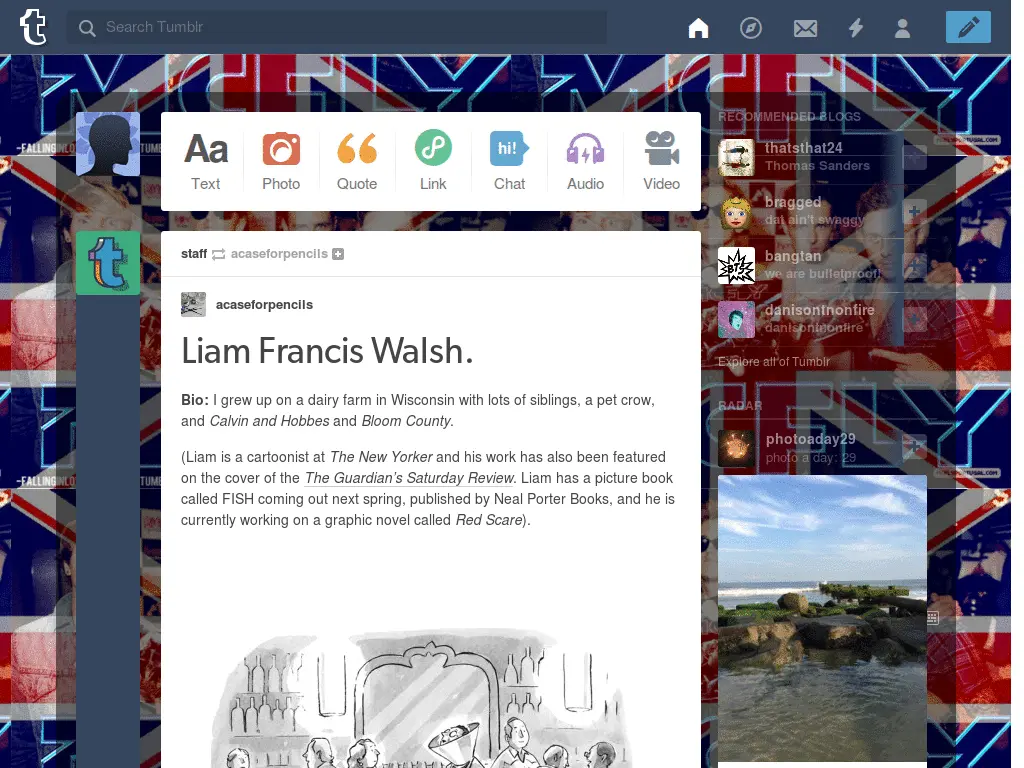 Search Tumblr
Aa
hi!
Text
Photo
Quote
Link
Chat
Audio
Video
staff acaseforpencils
acaseforpencils
Liam Francis Walsh.
Bio: I grew up on a dairy farm in Wisconsin with lots of siblings, a pet crow,
and Calvin and Hobbes and Bloom County.
(Liam is a cartoonist at The New Yorker and his work has also been featured
on the cover of the The Guardian’s Saturday Review. Liam has a picture book
called FISH coming out next spring, published by Neal Porter Books, and he is
currently working on a graphic novel called Red Scare).
RECOMMENDED BLOGS
thatsthat24
Thomas Sanders
bragged
dat ain't swaggy
bangtan
we are bulletproof!
danisontnonfire
danisontnonfire
Explore all of Tumblr
RADAR
photoaday29
photo a day: 29
-FALLINGINLO
TUME
-FALLINGINLO
TUME